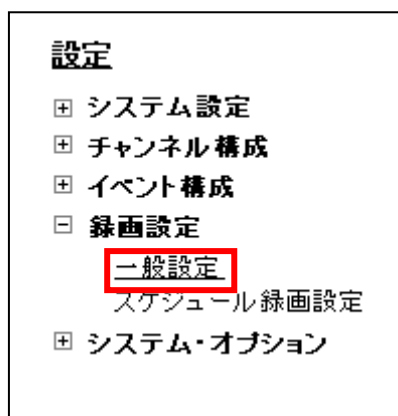 設定
システム設定
チャンネル構成
イベント構成
録画設定
一般設定
スケジュール録画設定
システム・オプション